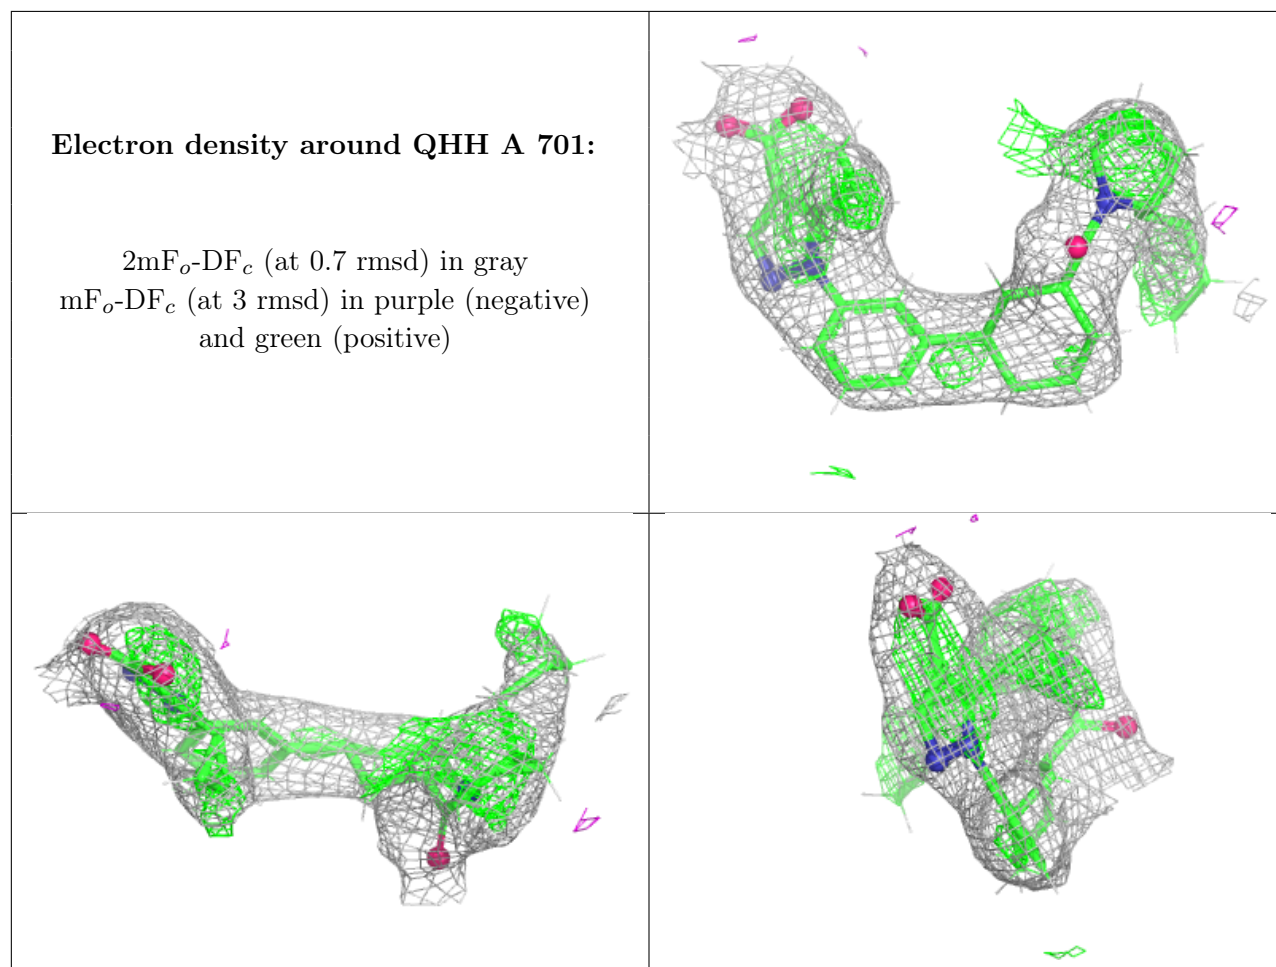 Electron density around QHH A 701:
2mFo-DFc (at 0.7 rmsd) in gray
mFo-DFc (at 3 rmsd) in purple (negative)
and green (positive)